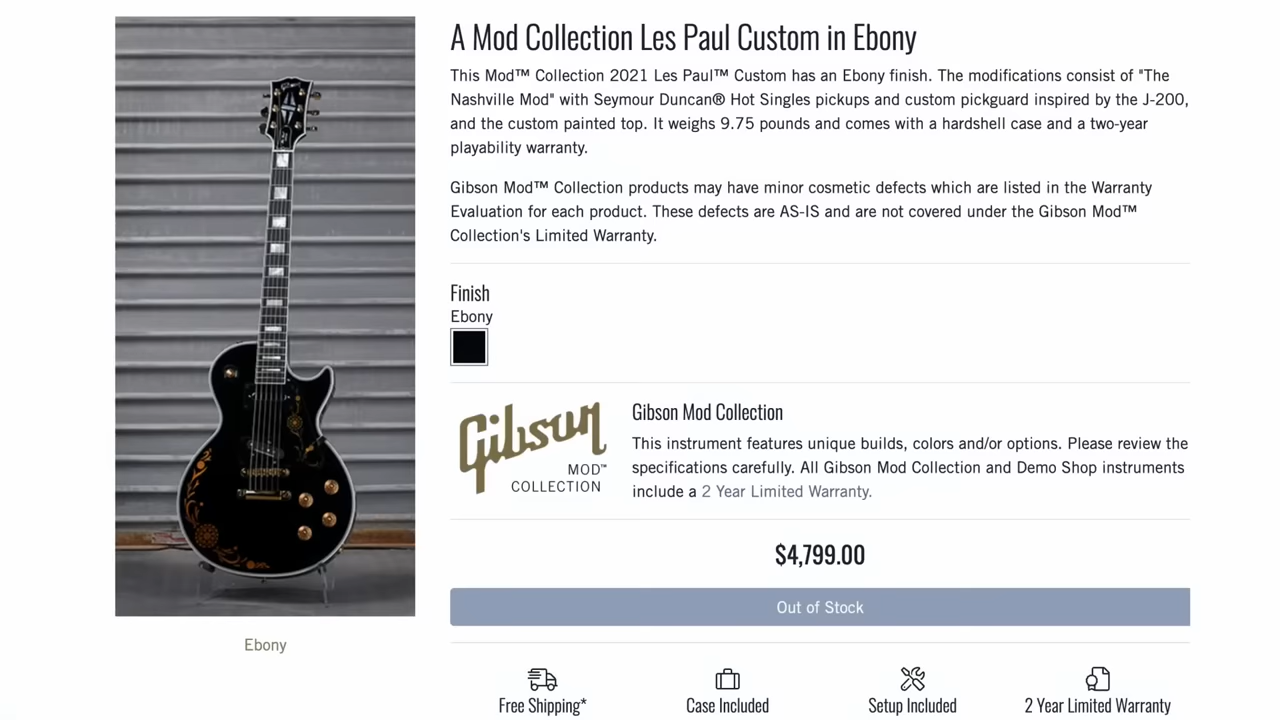 A Mod Collection Les Paul Custom in Ebony
This Mod™ Collection 2021 Les Paul™ Custom has an Ebony finish. The modifications consist of "The
Nashville Mod" with Seymour Duncan® Hot Singles pickups and custom pickguard inspired by the J-200,
and the custom painted top. It weighs 9.75 pounds and comes with a hardshell case and a two-year
playability warranty.
Gibson Mod™ Collection products may have minor cosmetic defects which are listed in the Warranty
Evaluation for each product. These defects are AS-IS and are not covered under the Gibson Mod™
Collection's Limited Warranty.
Finish
Ebony
Gibson
MOD™
COLLECTION
Gibson Mod Collection
This instrument features unique builds, colors and/or options. Please review the
specifications carefully. All Gibson Mod Collection and Demo Shop instruments
include a 2 Year Limited Warranty.
$4,799.00
Out of Stock
Ebony
Free Shipping*
Case Included
Setup Included
2 Year Limited Warranty